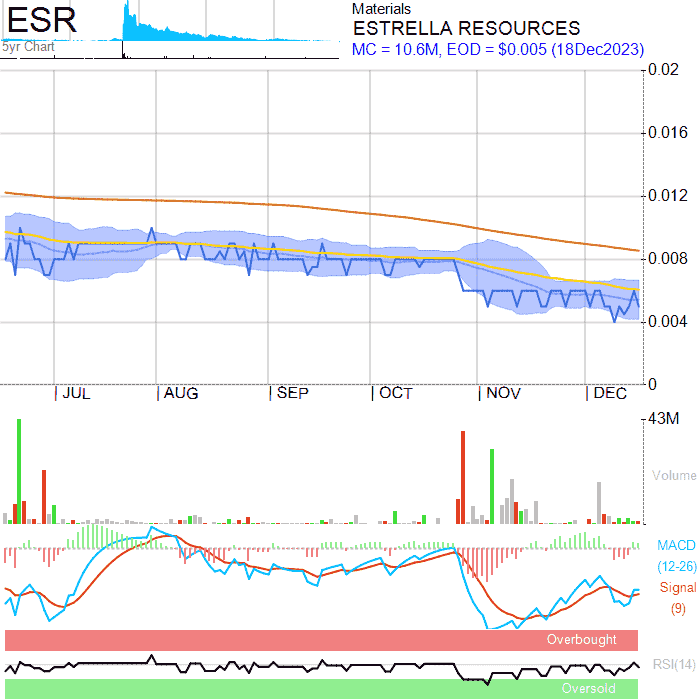 ESR
5yr Chart
Materials
ESTRELLA RESOURCES
MC = 10.6M, EOD = $0.005 (18Dec2023)
0.02
0.016
0.012
0.008
0.004
0
JUL AUG SEP OCT NOV DEC
43M
Volume
MACD
(12-26)
Signal
(9)
Overbought
RSI(14)
Oversold